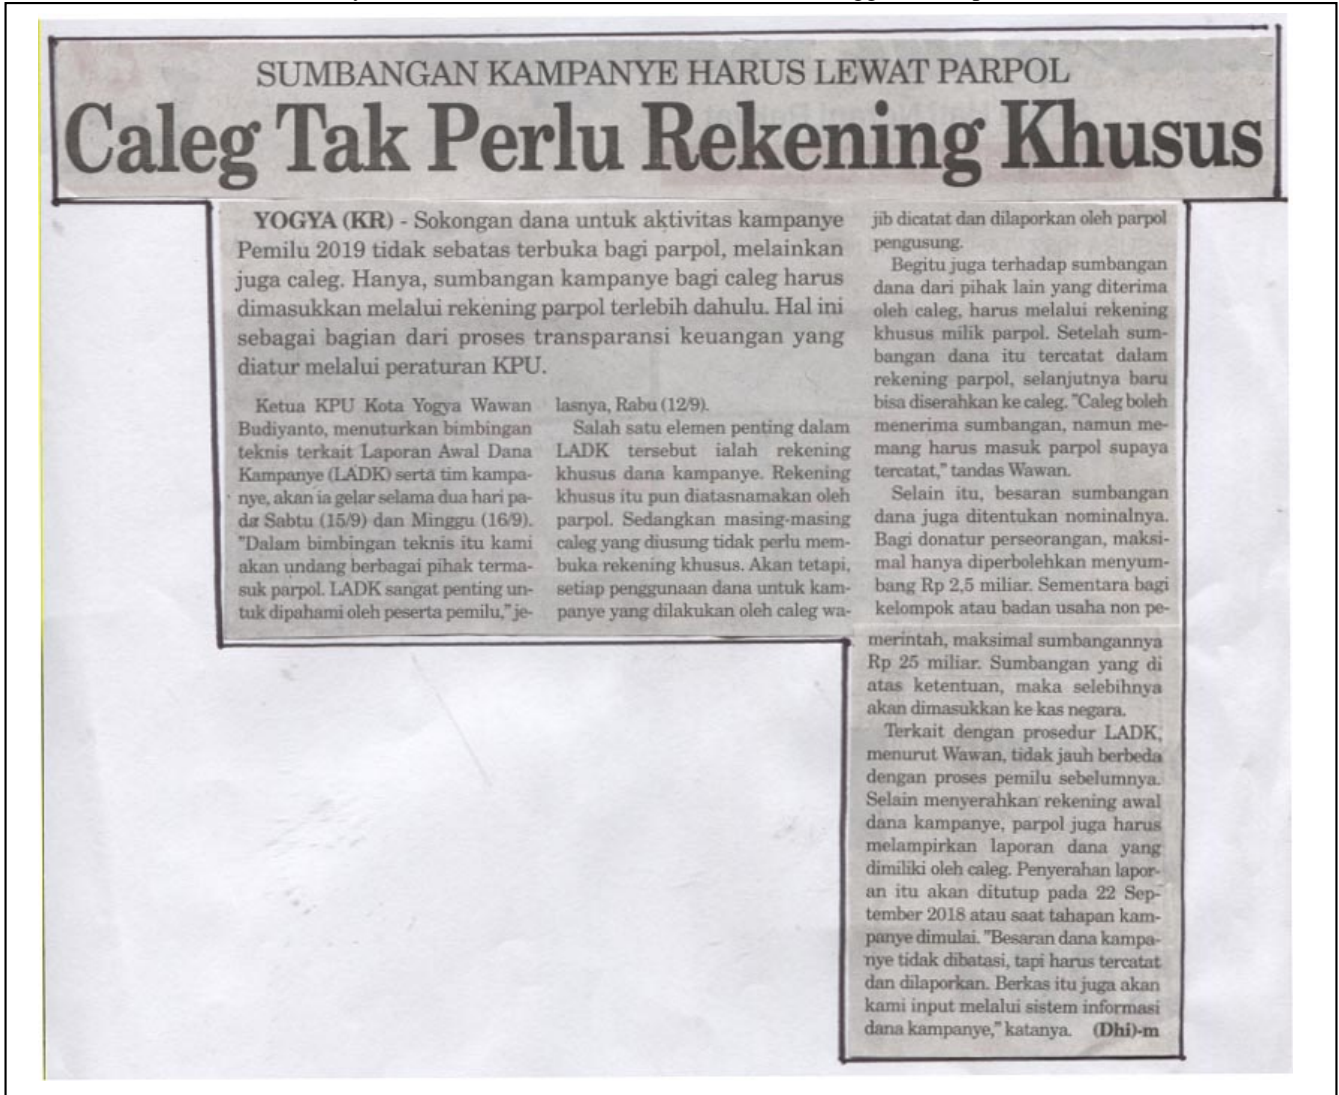 SUMBANGAN KAMPANYE HARUS LEWAT PARPOL
Caleg Tak Perlu Rekening Khusus
YOGYA (KR) - Sokongan dana untuk aktivitas kampanye
Pemilu 2019 tidak sebatas terbuka bagi parpol, melainkan
juga caleg. Hanya, sumbangan kampanye bagi caleg harus
dimasukkan melalui rekening parpol terlebih dahulu. Hal ini
sebagai bagian dari proses transparansi keuangan yang
diatur melalui peraturan KPU.
Ketua KPU Kota Yogya Wawan
Budiyanto, menuturkan bimbingan
teknis terkait Laporan Awal Dana
Kampanye (LADK) serta tim kampa-
nye, akan ia gelar selama dua hari pa-
da Sabtu (15/9) dan Minggu (16/9).
"Dalam bimbingan teknis itu kami
akan undang berbagai pihak terma-
suk parpol. LADK sangat penting un-
tuk dipahami oleh peserta pemilu," je-
lasnya, Rabu (12/9).
Salah satu elemen penting dalam
LADK tersebut ialah rekening
khusus dana kampanye. Rekening
khusus itu pun diatasnamakan oleh
parpol. Sedangkan masing-masing
caleg yang diusung tidak perlu mem-
buka rekening khusus. Akan tetapi,
setiap penggunaan dana untuk kam-
panye yang dilakukan oleh caleg wa-
jib dicatat dan dilaporkan oleh parpol
pengusung.
Begitu juga terhadap sumbangan
dana dari pihak lain yang diterima
oleh caleg, harus melalui rekening
khusus milik parpol. Setelah sum-
bangan dana itu tercatat dalam
rekening parpol, selanjutnya baru
bisa diserahkan ke caleg. "Caleg boleh
menerima sumbangan, namun me-
mang harus masuk parpol supaya
tercatat," tandas Wawan.
Selain itu, besaran sumbangan
dana juga ditentukan nominalnya.
Bagi donatur perseorangan, maksi-
mal hanya diperbolehkan menyum-
bang Rp 2,5 miliar. Sementara bagi
kelompok atau badan usaha non pe-
merintah, maksimal sumbangannya
Rp 25 miliar. Sumbangan yang di
atas ketentuan, maka selebihnya
akan dimasukkan ke kas negara.
Terkait dengan prosedur LADK,
menurut Wawan, tidak jauh berbeda
dengan proses pemilu sebelumnya.
Selain menyerahkan rekening awal
dana kampanye, parpol juga harus
melampirkan laporan dana yang
dimiliki oleh caleg. Penyerahan lapor-
an itu akan ditutup pada 22 Sep-
tember 2018 atau saat tahapan kam-
panye dimulai. "Besaran dana kampa-
nye tidak dibatasi, tapi harus tercatat
dan dilaporkan. Berkas itu juga akan
kami input melalui sistem informasi
dana kampanye," katanya. (Dhi)-m